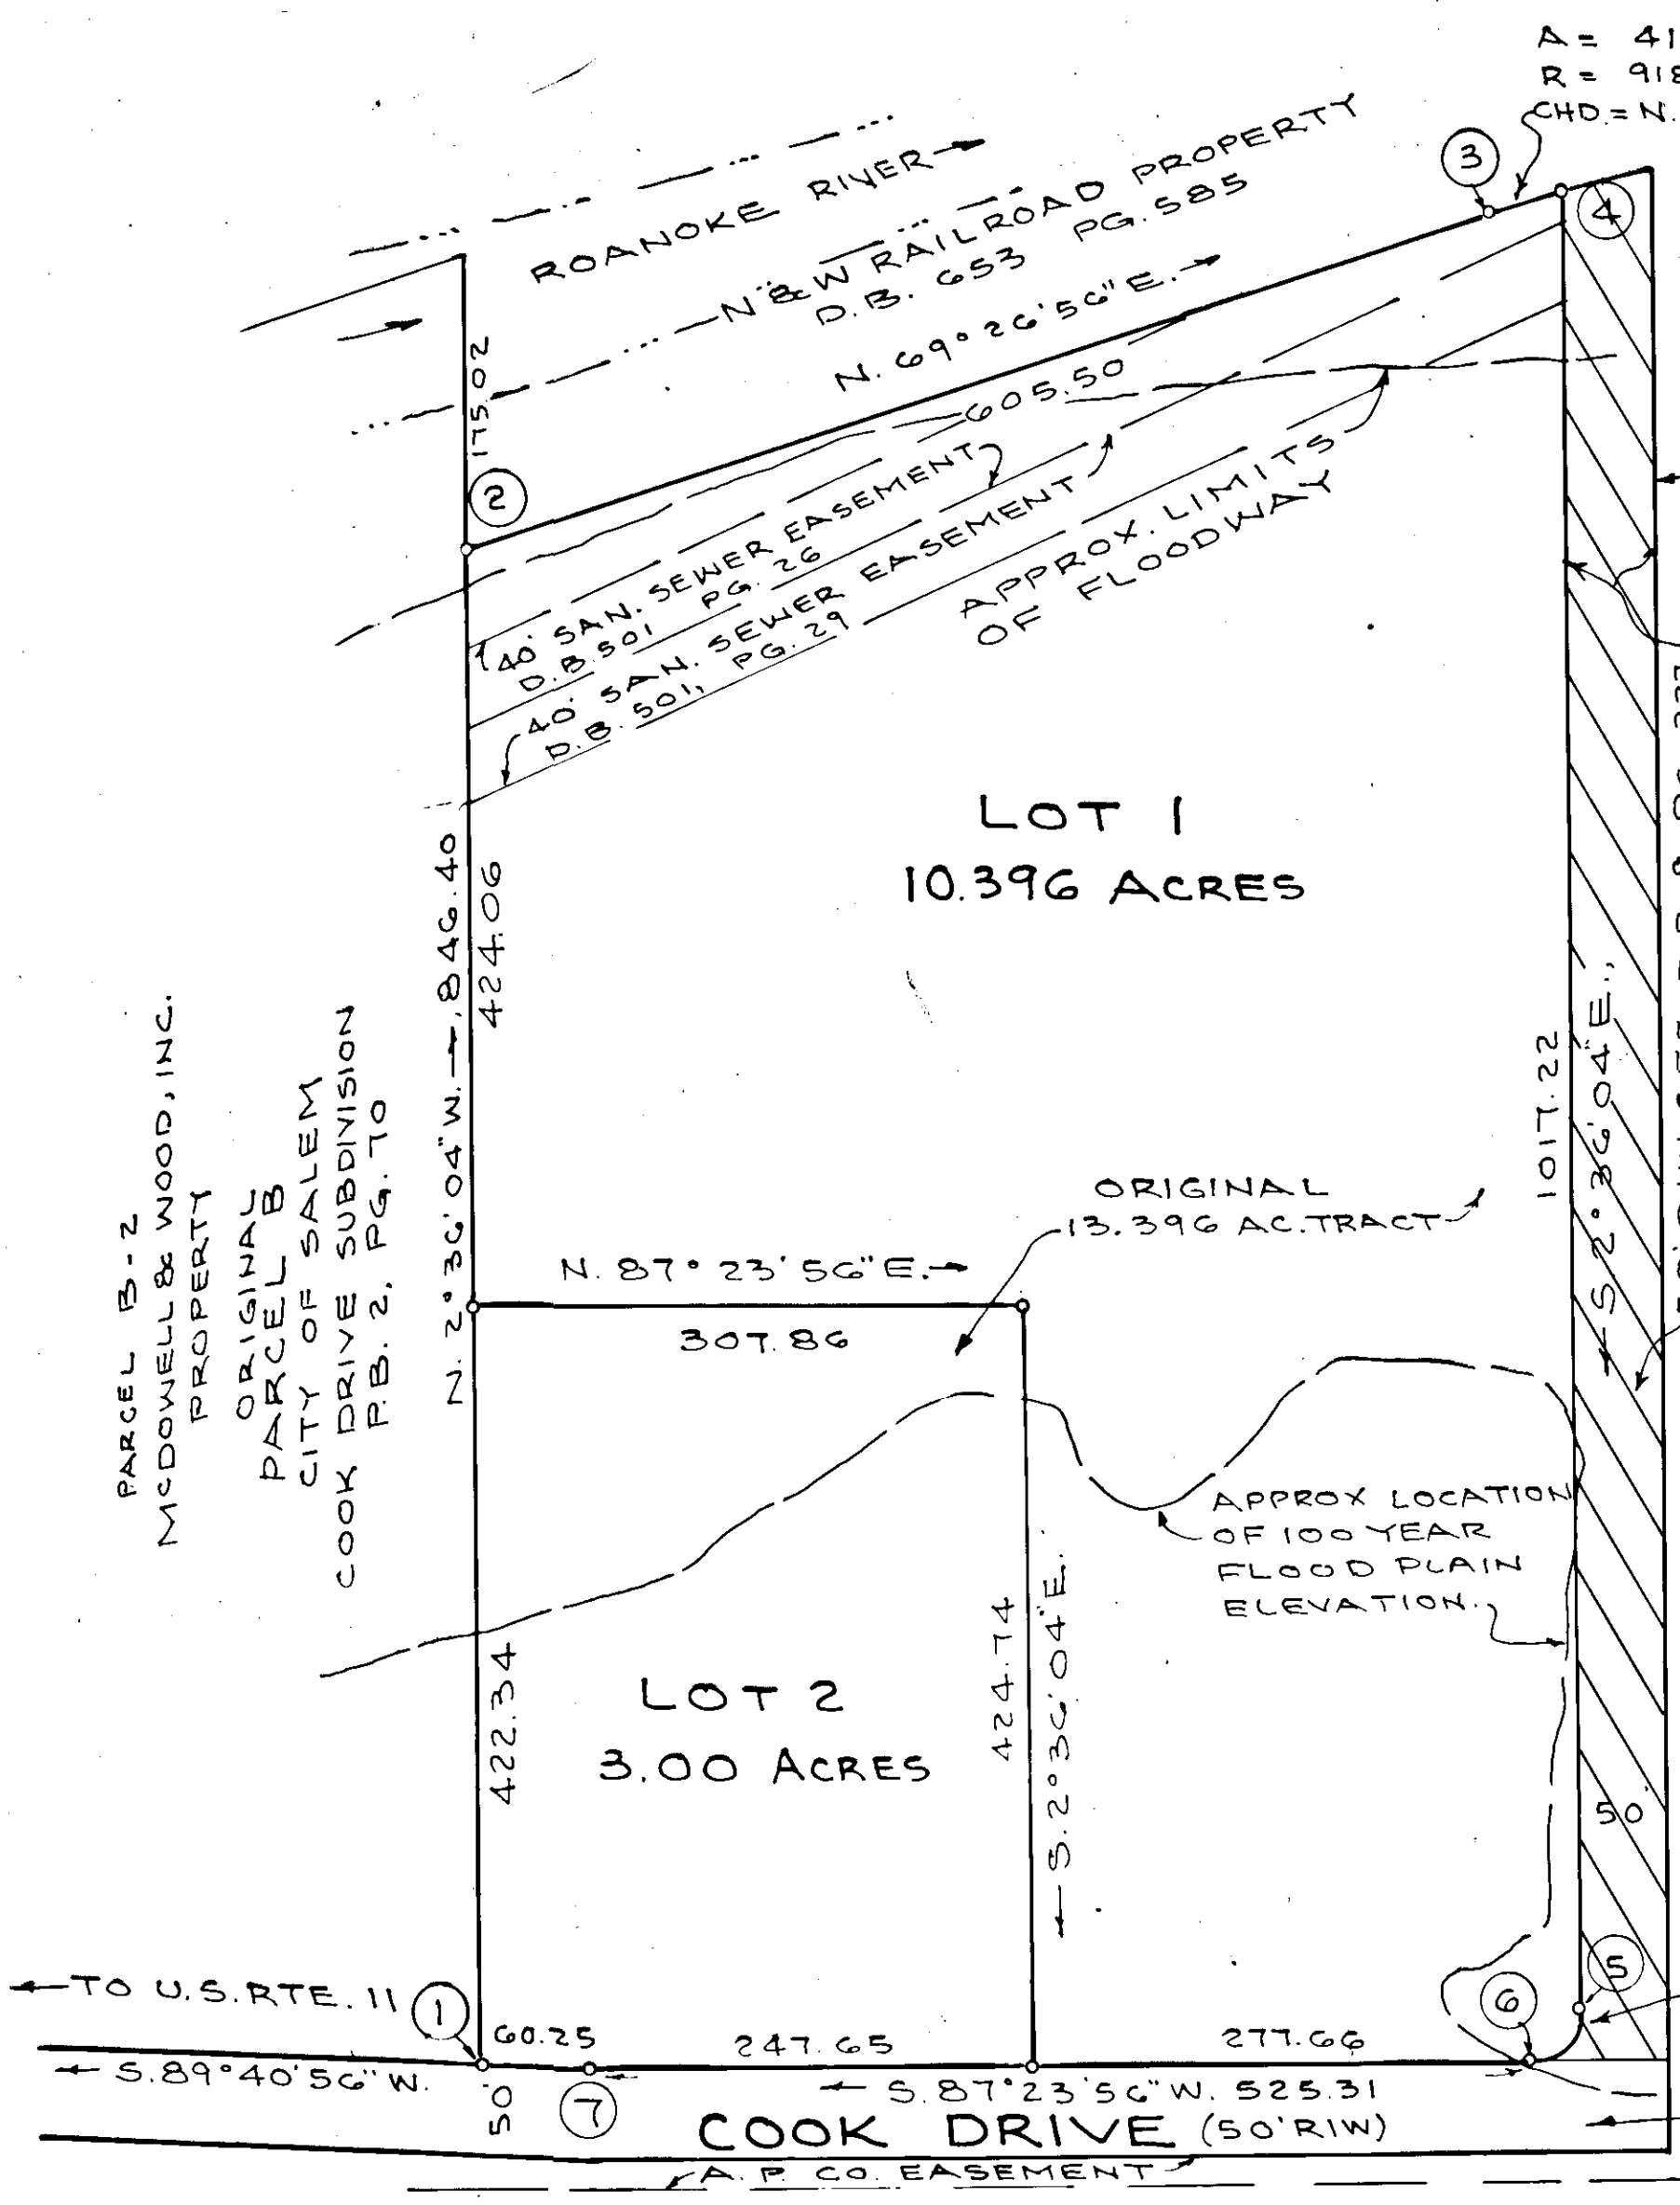 A = 41
R = 918
CHD. = N.
3
4
ROANOKE RIVER
N & W RAILROAD PROPERTY
D.B. 653 PG. 585
N. 69° 26' 56" E.
605.50
175.02
2
40' SAN. SEWER EASEMENT
D.B. 501 PG. 26
40' SAN. SEWER EASEMENT
D.B. 501, PG. 29
APPROX. LIMITS
OF FLOODWAY
LOT 1
10.396 ACRES
N. 2° 36' 04" W. 846.40
424.06
PARCEL B-2
MCDOWELL & WOOD, INC.
PROPERTY
ORIGINAL
PARCEL B
CITY OF SALEM
COOK DRIVE SUBDIVISION
P.B. 2, PG. 70
1017.22
S. 2° 36' 04" E.,
ORIGINAL
13.396 AC. TRACT
N. 87° 23' 56" E.
307.86
APPROX LOCATION
OF 100 YEAR
FLOOD PLAIN
ELEVATION.
LOT 2
3.00 ACRES
422.34
424.74
S. 2° 36' 04" E.
50'
TO U.S. RTE. 11
1
60.25
247.65
277.66
6
5
S. 89° 40' 56" W.
50'
7
S. 87° 23' 56" W. 525.31
COOK DRIVE (50' R/W)
A. P. CO. EASEMENT